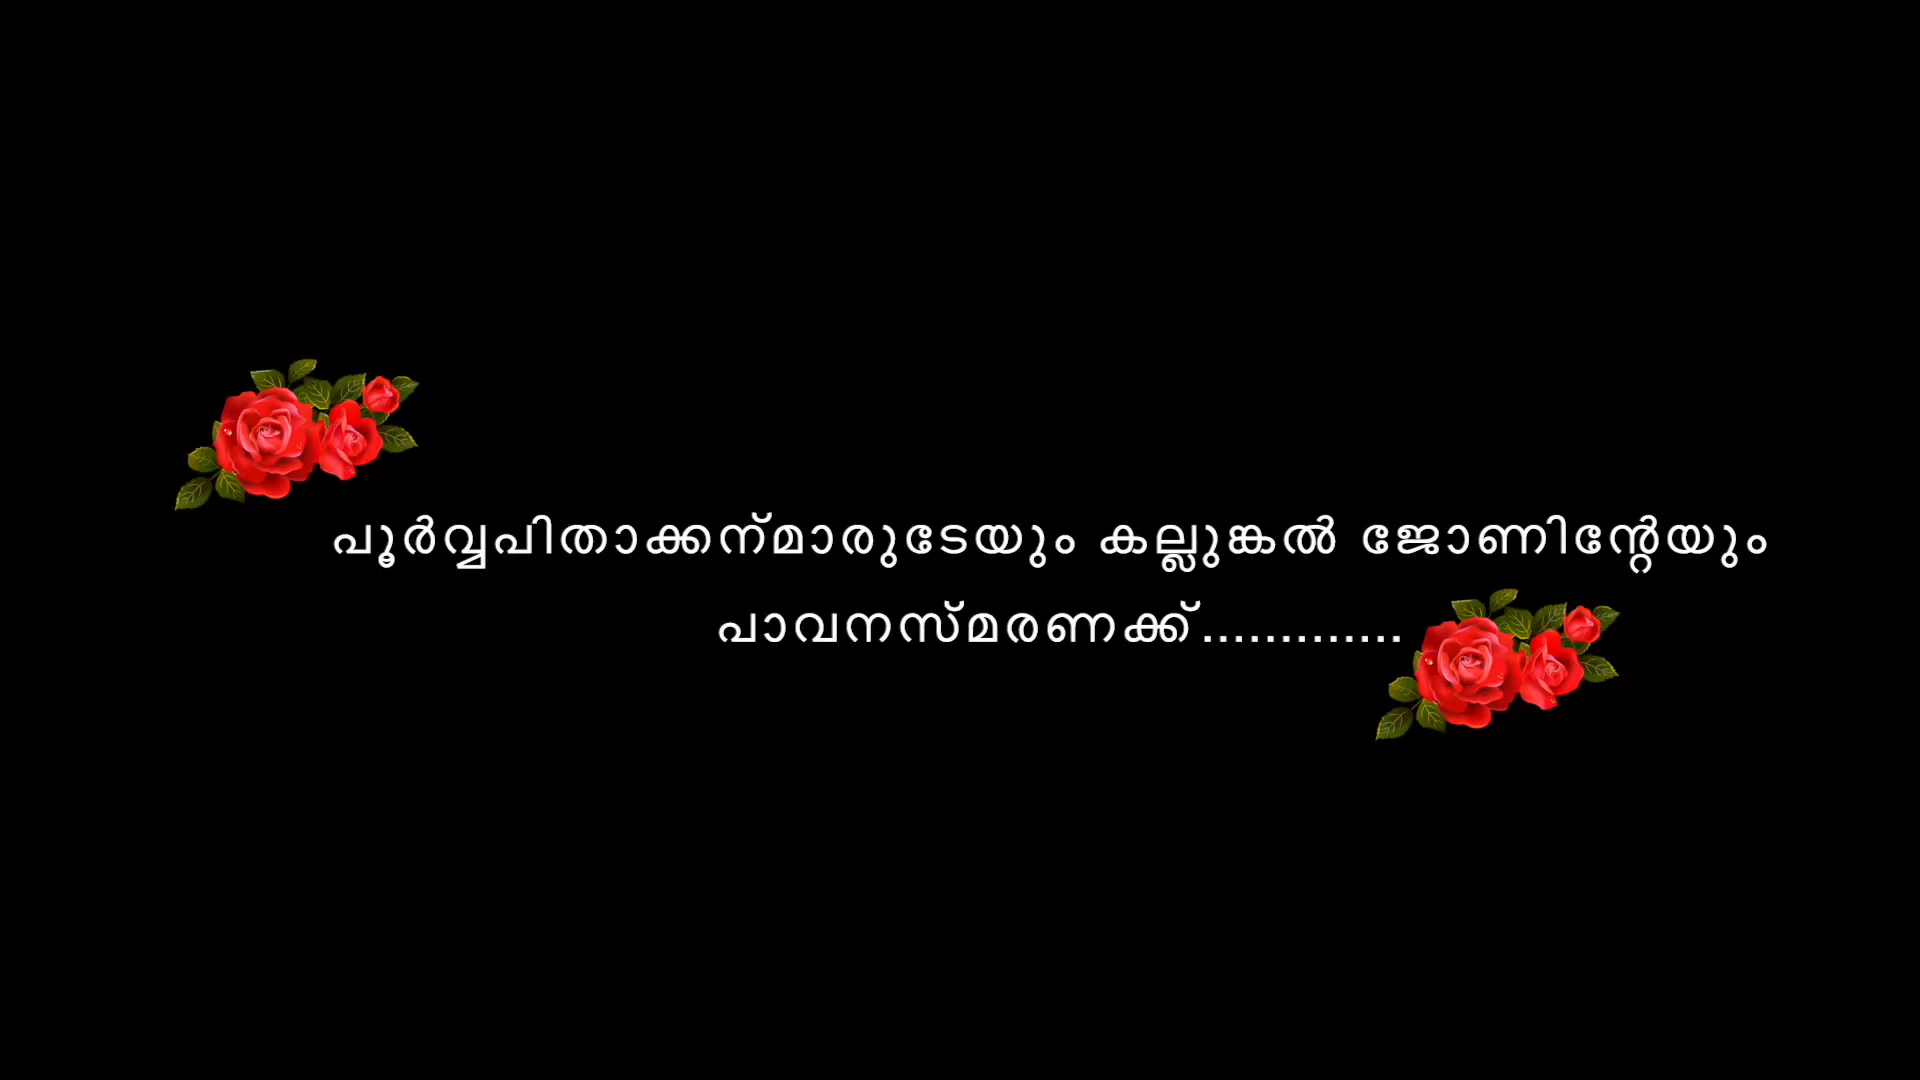 പൂർവ്വപിതാക്കന്മാരുടേയും കല്ലുങ്കൽ ജോണിന്റേയും
പാവനസ്മരണക്ക്.............